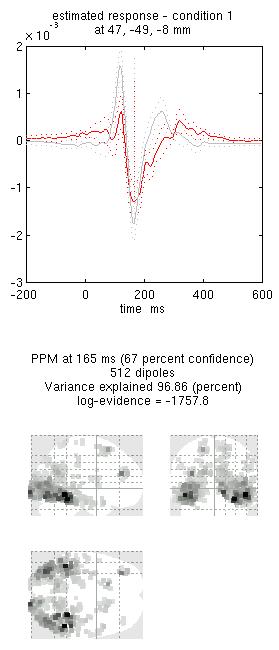 estimated response - condition 1
at 47, -49, -8 mm
x 10⁻³
2
1
0
-1
-2
-3
-200 0 200 400 600
time ms
PPM at 165 ms (67 percent confidence)
512 dipoles
Variance explained 96.86 (percent)
log-evidence = -1757.8